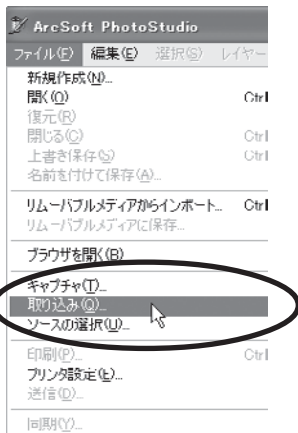 ArcSoft PhotoStudio
ファイル(F) 編集(E) 選択(S) レイヤー
新規作成(N)...
開く(O) Ctrl
復元(R)
閉じる(C) Ctrl
上書き保存(S) Ctrl
名前を付けて保存(A)...
リムーバブルメディアからインポート... Ctrl
リムーバブルメディアに保存...
ブラウザを開く(B)
キャプチャ(T)...
取り込み(Q)...
ソースの選択(U)...
印刷(P)... Ctrl
プリンタ設定(E)...
送信(D)...
同期(Y)...